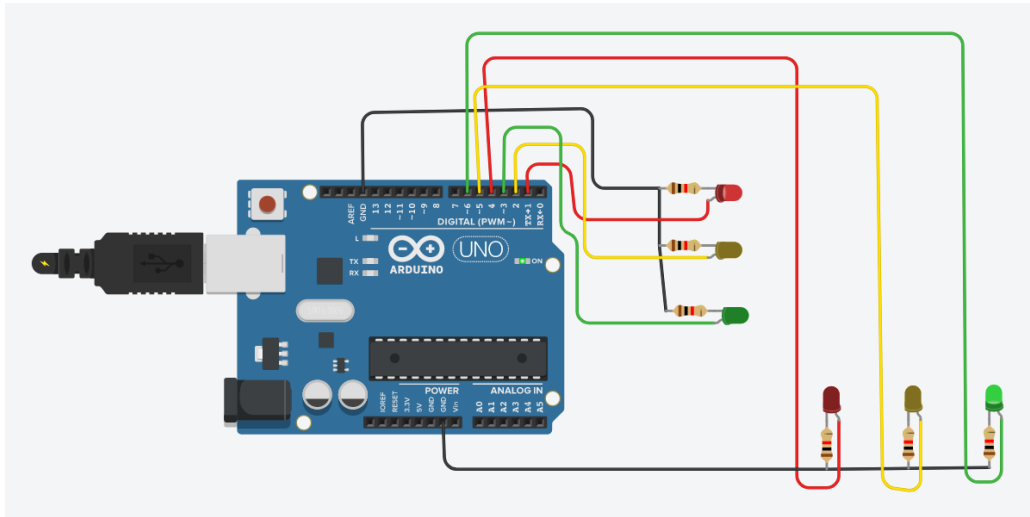 AREF
GND
13
12
~11
~10
~9
8
7
~6
~5
4
~3
2
TX→1
RX←0
DIGITAL (PWM~)
L
TX
RX
UNO
ARDUINO
ON
POWER
ANALOG IN
IOREF
RESET
3.3V
5V
GND
GND
Vin
A0
A1
A2
A3
A4
A5